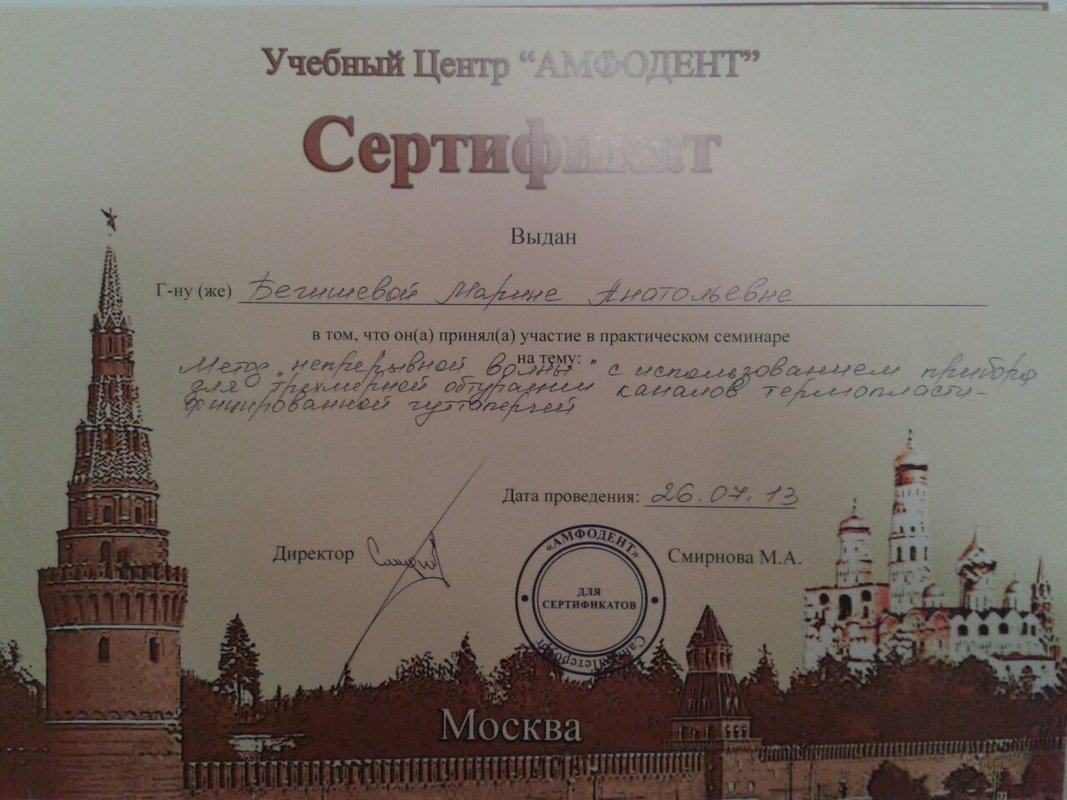 Учебный Центр “АМФОДЕНТ”
Сертификат
Выдан
Г-ну (же) Бегишевой Марине Анатольевне
в том, что он(а) принял(а) участие в практическом семинаре
на тему:
Метод „непрерывной волны" с использованием прибора
для трехмерной обтурации каналов термопласти-
фицированной гуттаперчей
Дата проведения: 26.07.13
Директор
Смирнова М.А.
«АМФОДЕНТ»
ДЛЯ
СЕРТИФИКАТОВ
Санкт-Петербург
Москва